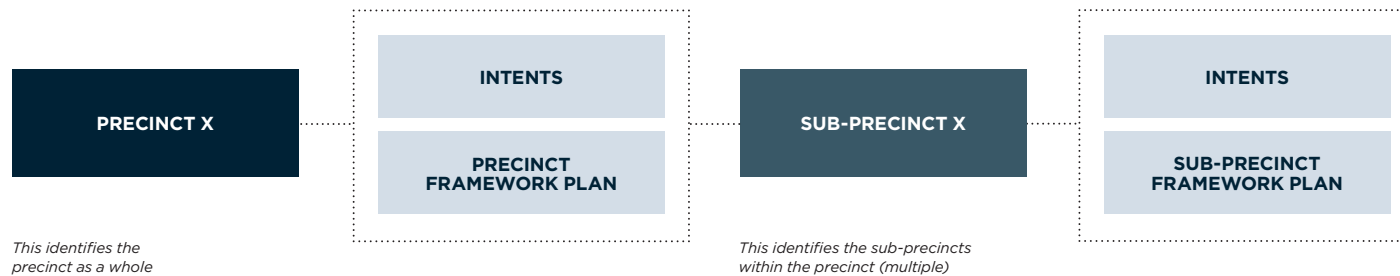 PRECINCT X
This identifies the
precinct as a whole
INTENTS
PRECINCT
FRAMEWORK PLAN
SUB-PRECINCT X
This identifies the sub-precincts
within the precinct (multiple)
INTENTS
SUB-PRECINCT
FRAMEWORK PLAN